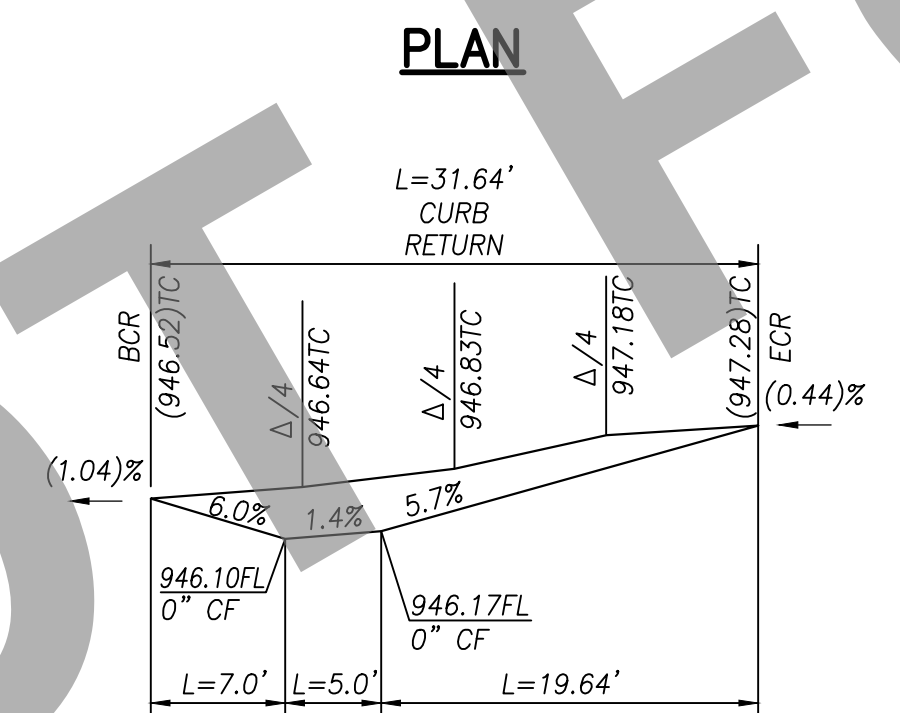 PLAN
L=31.64'
CURB
RETURN
BCR
(946.52)TC
Δ/4
946.64TC
Δ/4
946.83TC
Δ/4
947.18TC
(947.28)TC
ECR
(0.44)%
(1.04)%
6.0%
1.4%
5.7%
946.10FL
0" CF
946.17FL
0" CF
L=7.0'
L=5.0'
L=19.64'